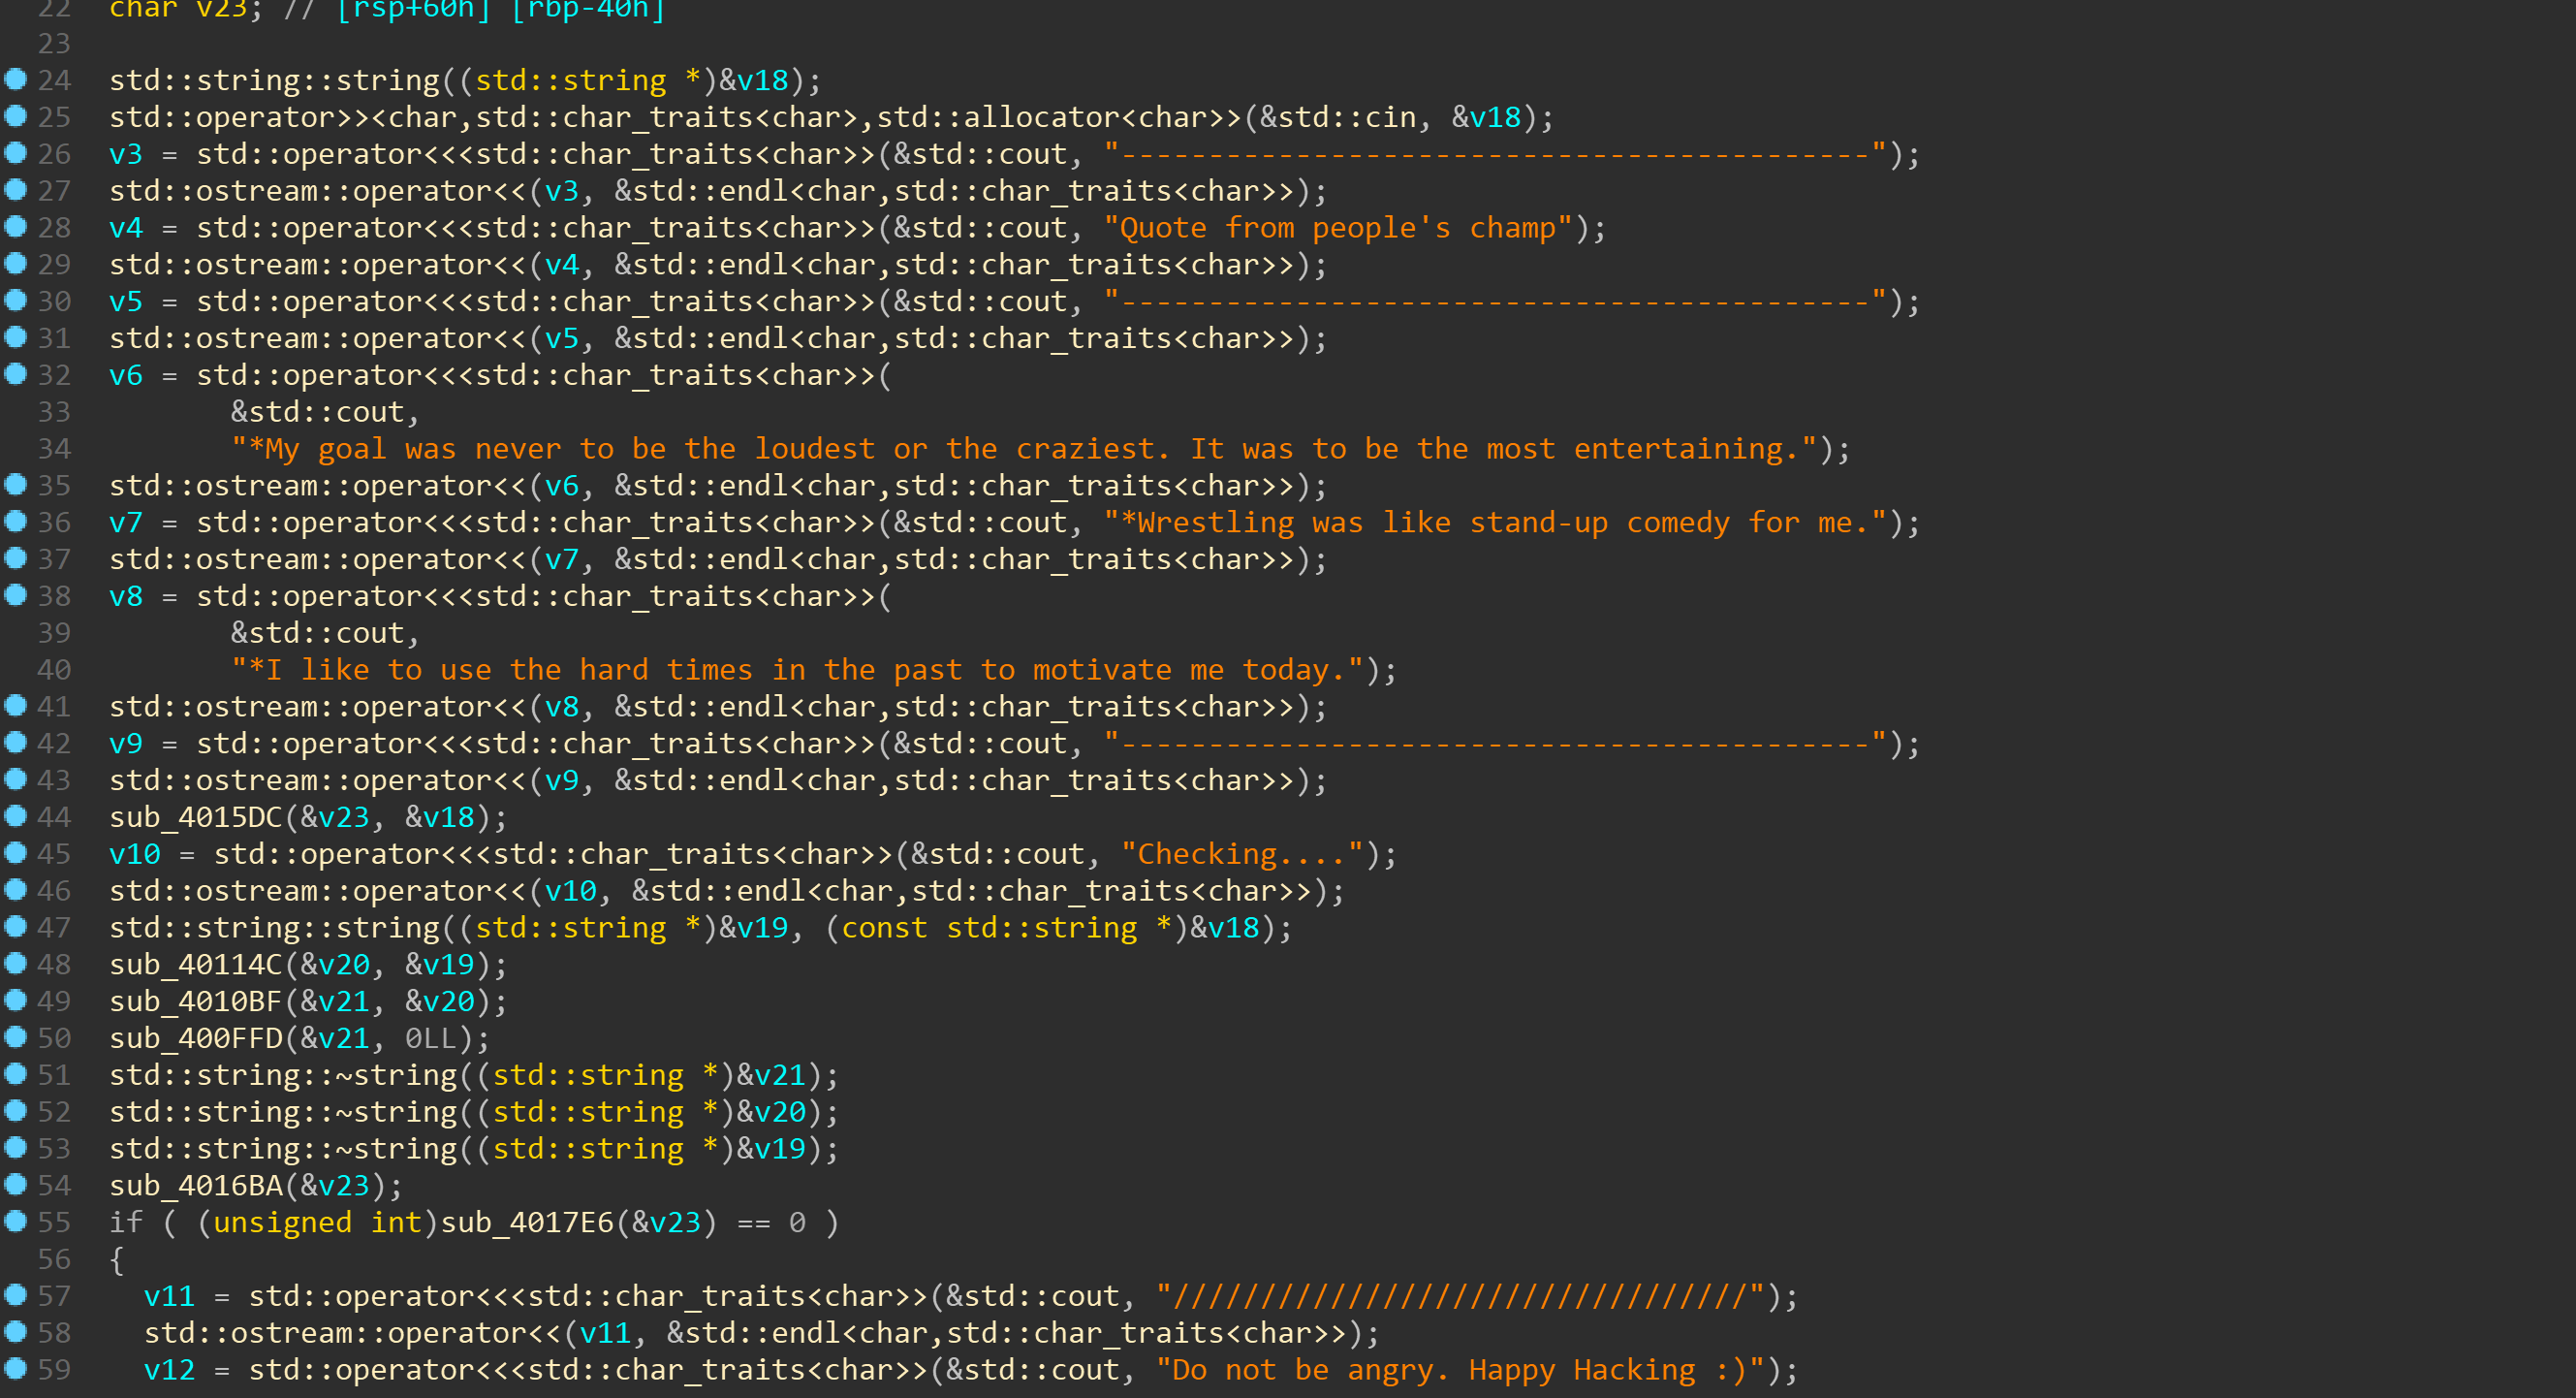 22 char v23; // [rsp+60h] [rbp-40h]
23
24 std::string::string((std::string *)&v18);
25 std::operator>><char,std::char_traits<char>,std::allocator<char>>(&std::cin, &v18);
26 v3 = std::operator<<<std::char_traits<char>>(&std::cout, "-------------------------------------------");
27 std::ostream::operator<<(v3, &std::endl<char,std::char_traits<char>>);
28 v4 = std::operator<<<std::char_traits<char>>(&std::cout, "Quote from people's champ");
29 std::ostream::operator<<(v4, &std::endl<char,std::char_traits<char>>);
30 v5 = std::operator<<<std::char_traits<char>>(&std::cout, "-------------------------------------------");
31 std::ostream::operator<<(v5, &std::endl<char,std::char_traits<char>>);
32 v6 = std::operator<<<std::char_traits<char>>(
33 &std::cout,
34 "*My goal was never to be the loudest or the craziest. It was to be the most entertaining.");
35 std::ostream::operator<<(v6, &std::endl<char,std::char_traits<char>>);
36 v7 = std::operator<<<std::char_traits<char>>(&std::cout, "*Wrestling was like stand-up comedy for me.");
37 std::ostream::operator<<(v7, &std::endl<char,std::char_traits<char>>);
38 v8 = std::operator<<<std::char_traits<char>>(
39 &std::cout,
40 "*I like to use the hard times in the past to motivate me today.");
41 std::ostream::operator<<(v8, &std::endl<char,std::char_traits<char>>);
42 v9 = std::operator<<<std::char_traits<char>>(&std::cout, "-------------------------------------------");
43 std::ostream::operator<<(v9, &std::endl<char,std::char_traits<char>>);
44 sub_4015DC(&v23, &v18);
45 v10 = std::operator<<<std::char_traits<char>>(&std::cout, "Checking....");
46 std::ostream::operator<<(v10, &std::endl<char,std::char_traits<char>>);
47 std::string::string((std::string *)&v19, (const std::string *)&v18);
48 sub_40114C(&v20, &v19);
49 sub_4010BF(&v21, &v20);
50 sub_400FFD(&v21, 0LL);
51 std::string::~string((std::string *)&v21);
52 std::string::~string((std::string *)&v20);
53 std::string::~string((std::string *)&v19);
54 sub_4016BA(&v23);
55 if ( (unsigned int)sub_4017E6(&v23) == 0 )
56 {
57 v11 = std::operator<<<std::char_traits<char>>(&std::cout, "/////////////////////////////////");
58 std::ostream::operator<<(v11, &std::endl<char,std::char_traits<char>>);
59 v12 = std::operator<<<std::char_traits<char>>(&std::cout, "Do not be angry. Happy Hacking :)");